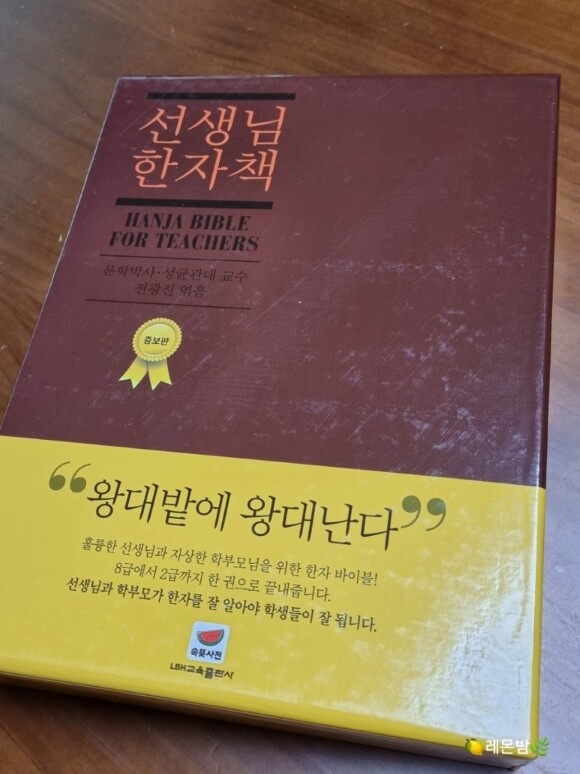 선생님
한자책
HANJA BIBLE
FOR TEACHERS
문학박사·성균관대 교수
전광진 엮음
증보판
“왕대밭에 왕대난다”
훌륭한 선생님과 자상한 학부모님을 위한 한자 바이블!
8급에서 2급까지 한 권으로 끝내줍니다.
선생님과 학부모가 한자를 잘 알아야 학생들이 잘 됩니다.
속뜻사전
LBH교육출판사
레몬밤